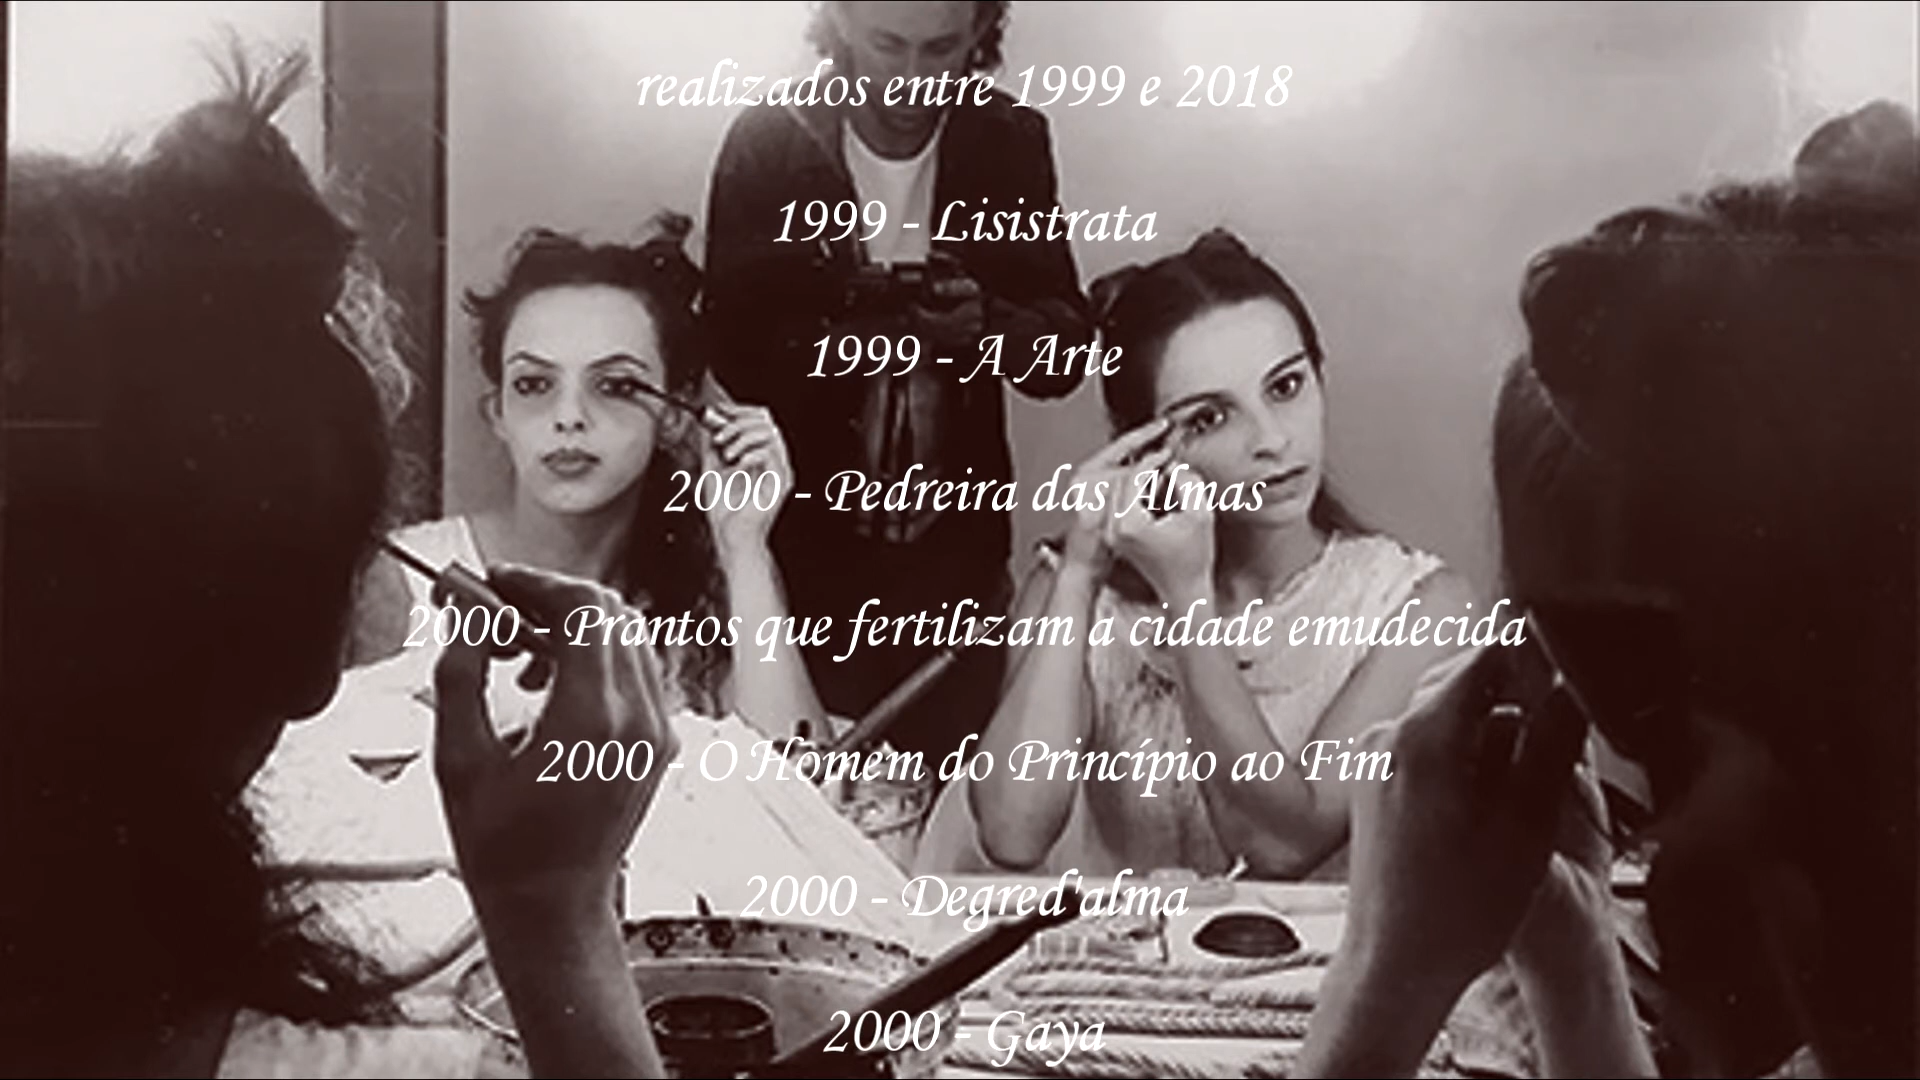 realizados entre 1999 e 2018
1999 - Lisistrata
1999 - A Arte
2000 - Pedreira das Almas
2000 - Prantos que fertilizam a cidade emudecida
2000 - O Homem do Princípio ao Fim
2000 - Degred'alma
2000 - Gaya